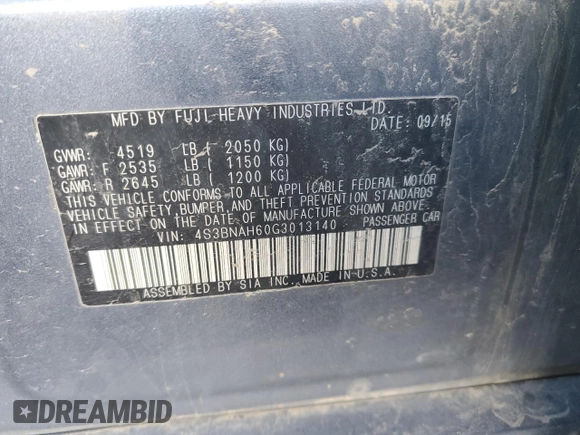 MFD BY FUJI HEAVY INDUSTRIES LTD.
DATE: 09/15
GVWR: 4519 LB ( 2050 KG)
GAWR: F 2535 LB ( 1150 KG)
GAWR: R 2645 LB ( 1200 KG)
THIS VEHICLE CONFORMS TO ALL APPLICABLE FEDERAL MOTOR
VEHICLE SAFETY, BUMPER, AND THEFT PREVENTION STANDARDS
IN EFFECT ON THE DATE OF MANUFACTURE SHOWN ABOVE.
VIN: 4S3BNAH60G3013140 PASSENGER CAR
ASSEMBLED BY SIA INC. MADE IN U.S.A.
DREAMBID